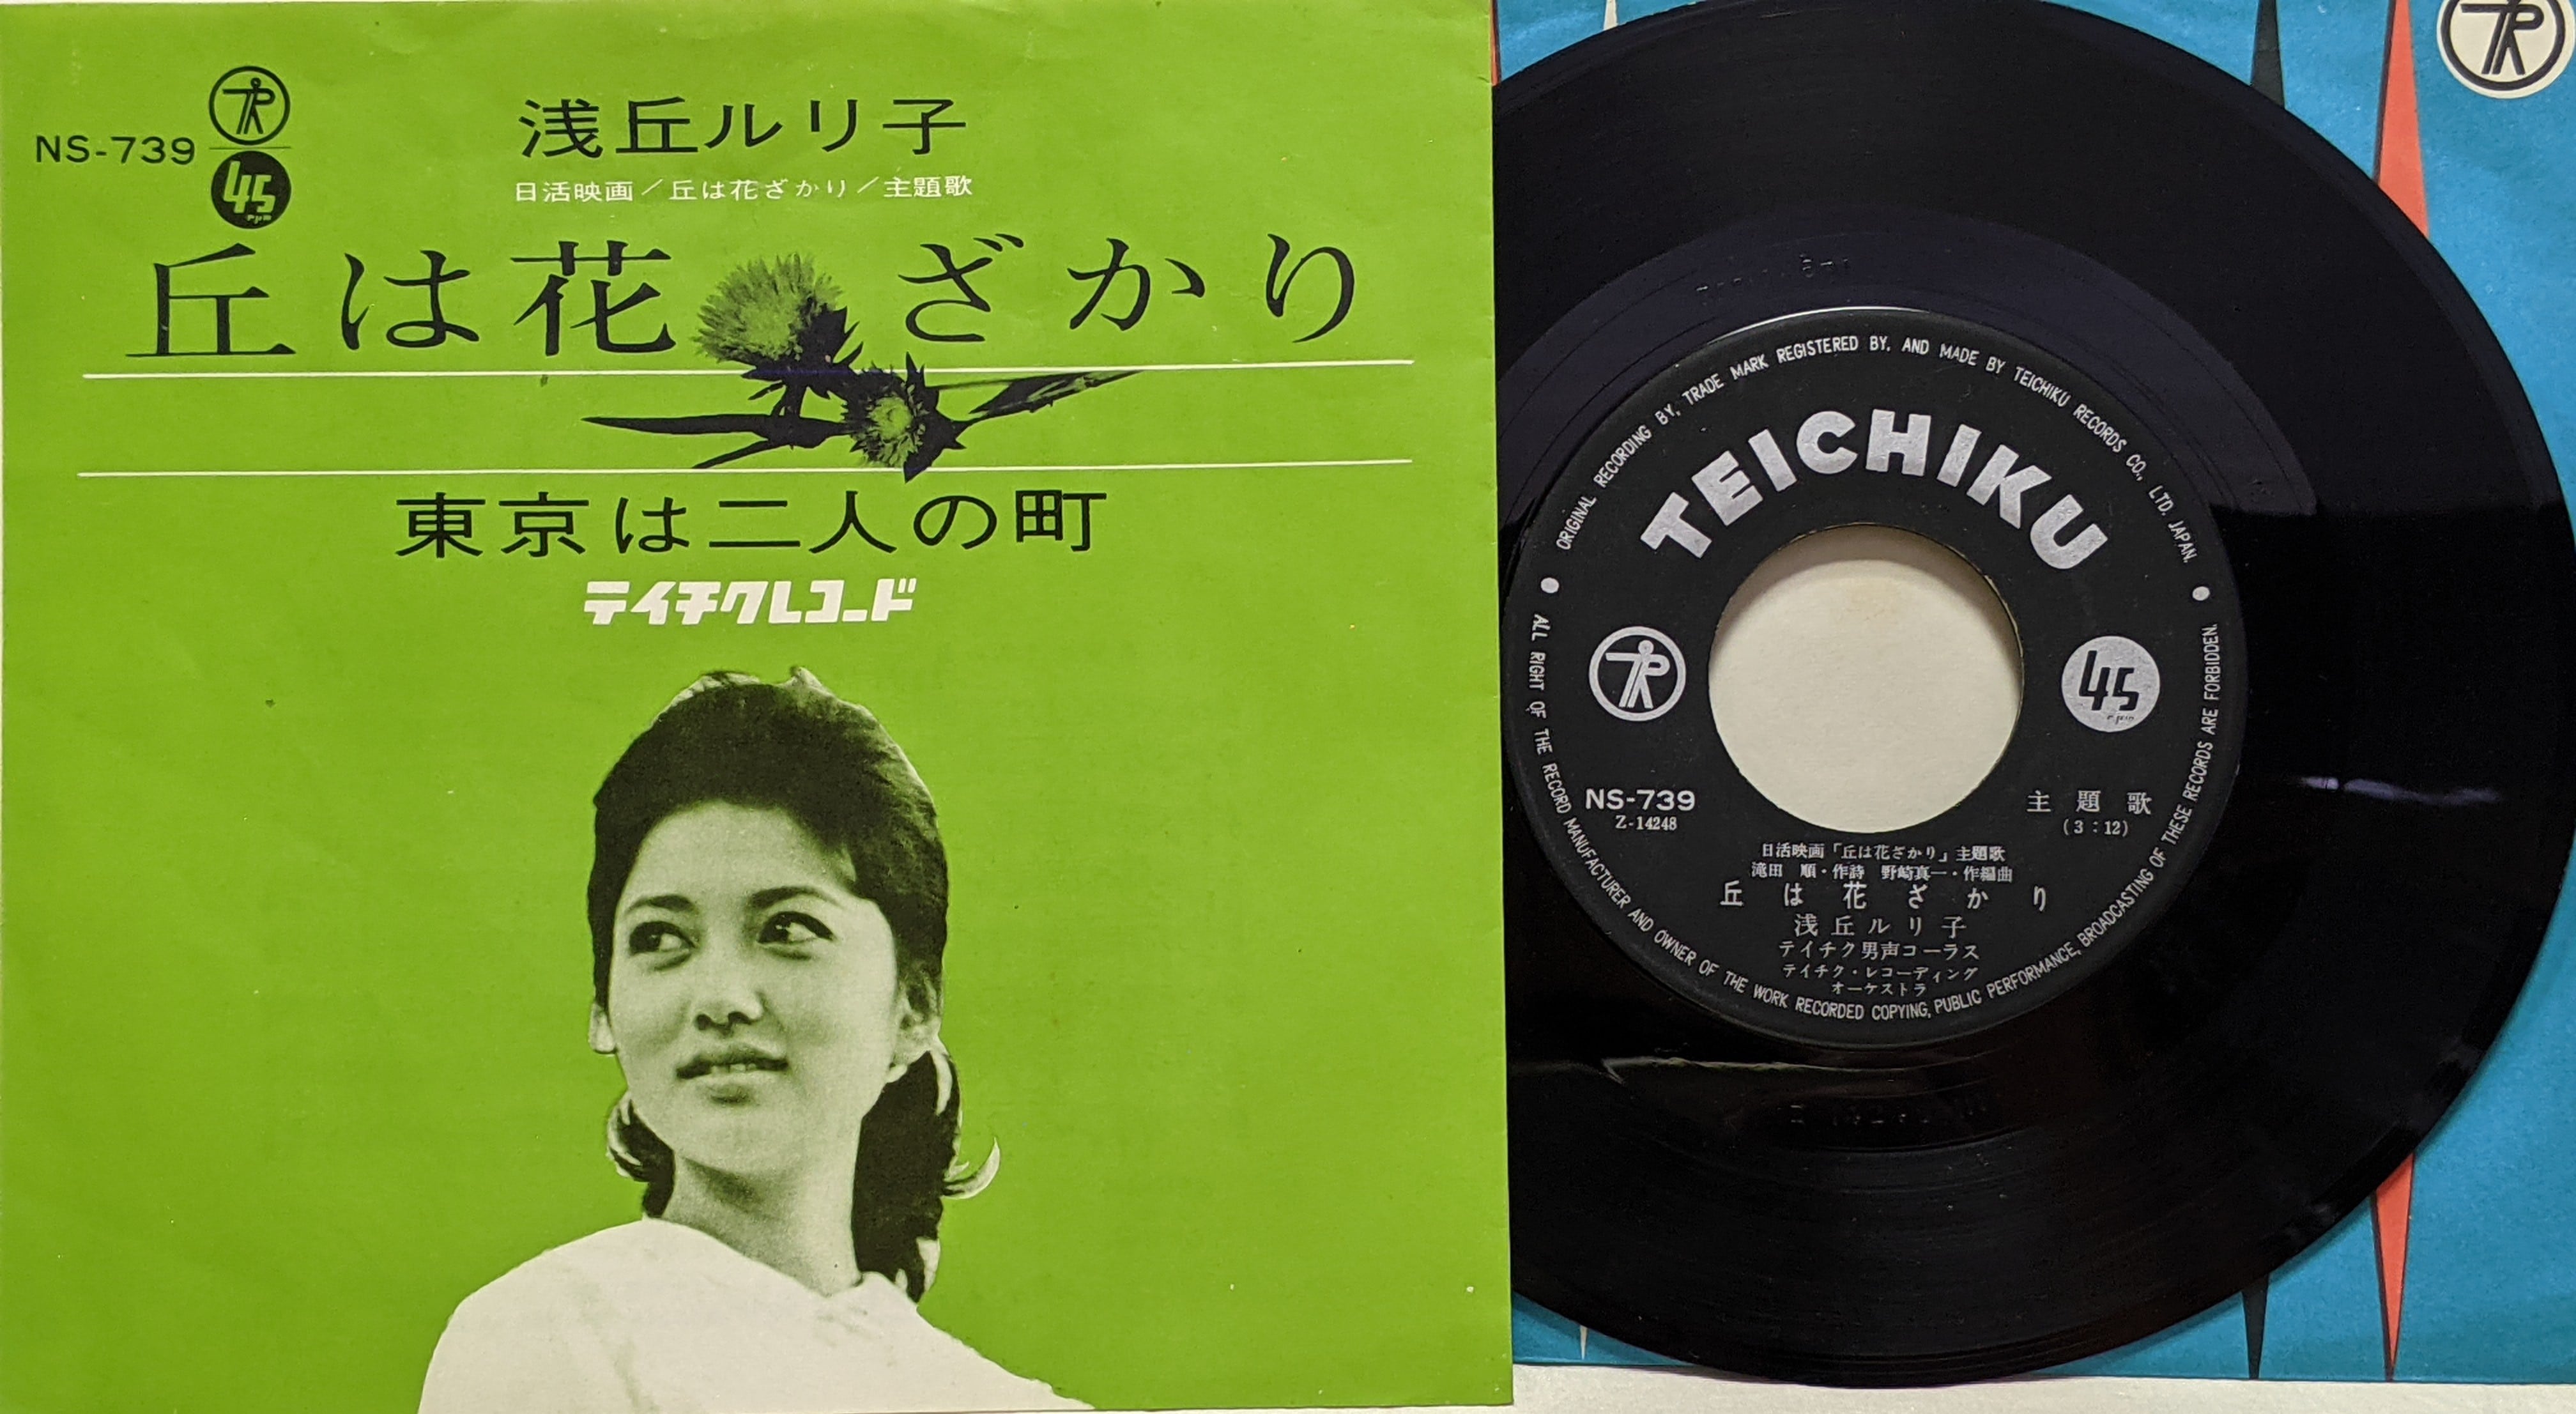 NS-739
45
rpm
浅丘ルリ子
日活映画/丘は花ざかり/主題歌
丘は花ざかり
東京は二人の町
テイチクレコード
ORIGINAL RECORDING BY, TRADE MARK REGISTERED BY, AND MADE BY TEICHIKU RECORDS CO., LTD. JAPAN.
TEICHIKU
45
rpm
NS-739
Z-14248
主題歌
(3:12)
日活映画「丘は花ざかり」主題歌
滝田 順・作詩 野崎真一・作編曲
丘は花ざかり
浅丘ルリ子
テイチク男声コーラス
テイチク・レコーディング
オーケストラ
ALL RIGHT OF THE RECORD MANUFACTURER AND OWNER OF THE WORK RECORDED COPYING, PUBLIC PERFORMANCE, BROADCASTING OF THESE RECORDS ARE FORBIDDEN.